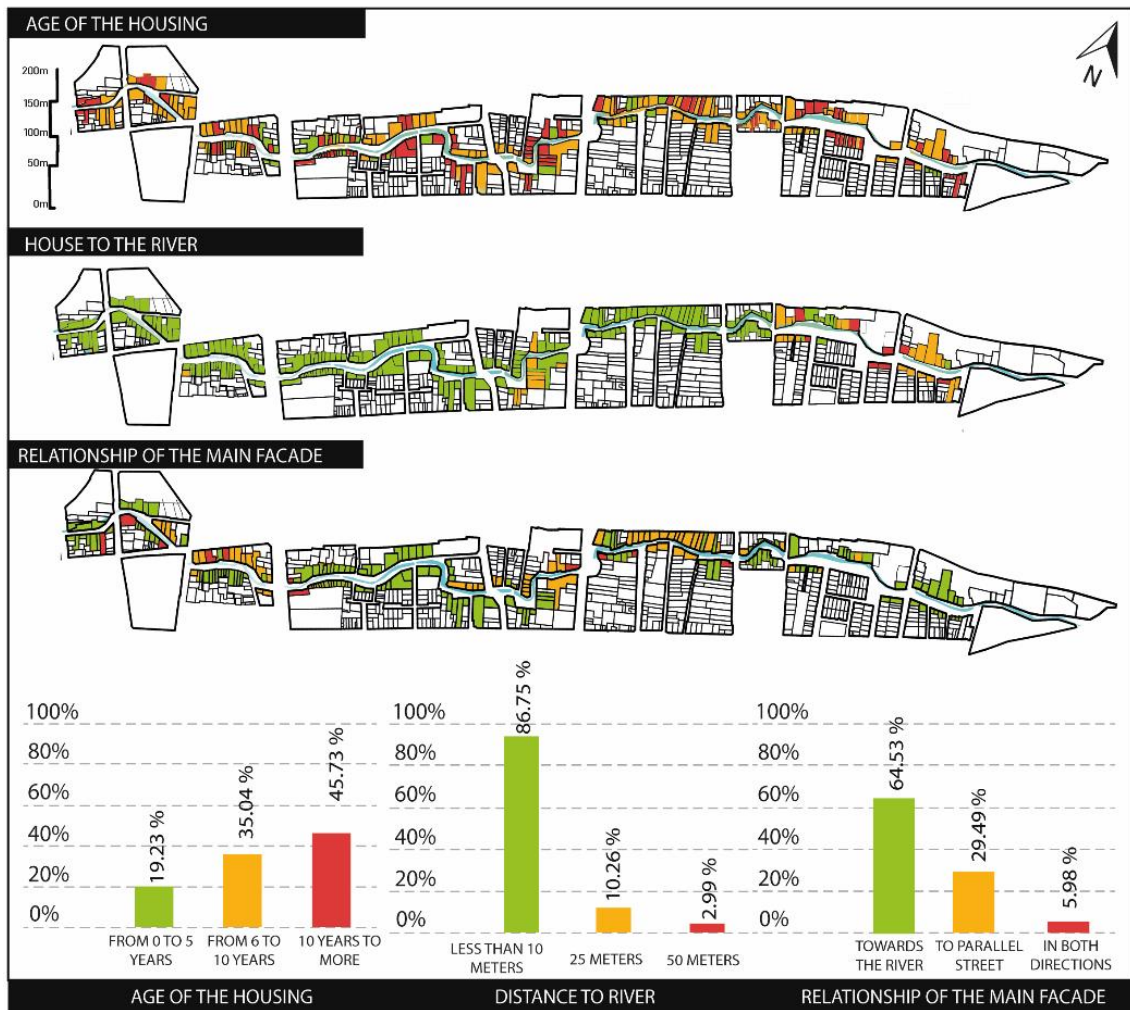 AGE OF THE HOUSING
N
200m
150m
100m
50m
0m
HOUSE TO THE RIVER
RELATIONSHIP OF THE MAIN FACADE
100%
80%
60%
40%
20%
0%
19.23 %
35.04 %
45.73 %
FROM 0 TO 5
YEARS
FROM 6 TO
10 YEARS
10 YEARS TO
MORE
AGE OF THE HOUSING
100%
80%
60%
40%
20%
0%
86.75 %
10.26 %
2.99 %
LESS THAN 10
METERS
25 METERS
50 METERS
DISTANCE TO RIVER
100%
80%
60%
40%
20%
0%
64.53 %
29.49 %
5.98 %
TOWARDS
THE RIVER
TO PARALLEL
STREET
IN BOTH
DIRECTIONS
RELATIONSHIP OF THE MAIN FACADE